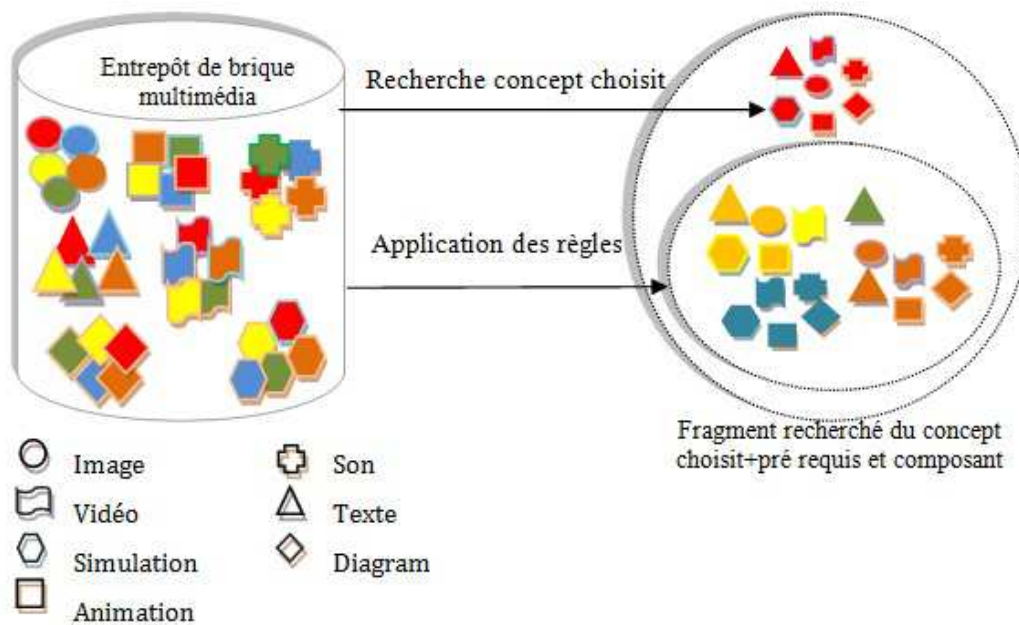 Entrepôt de brique
multimédia
Recherche concept choisit
Application des règles
Fragment recherché du concept
choisit+pré requis et composant
Image
Vidéo
Simulation
Animation
Son
Texte
Diagram